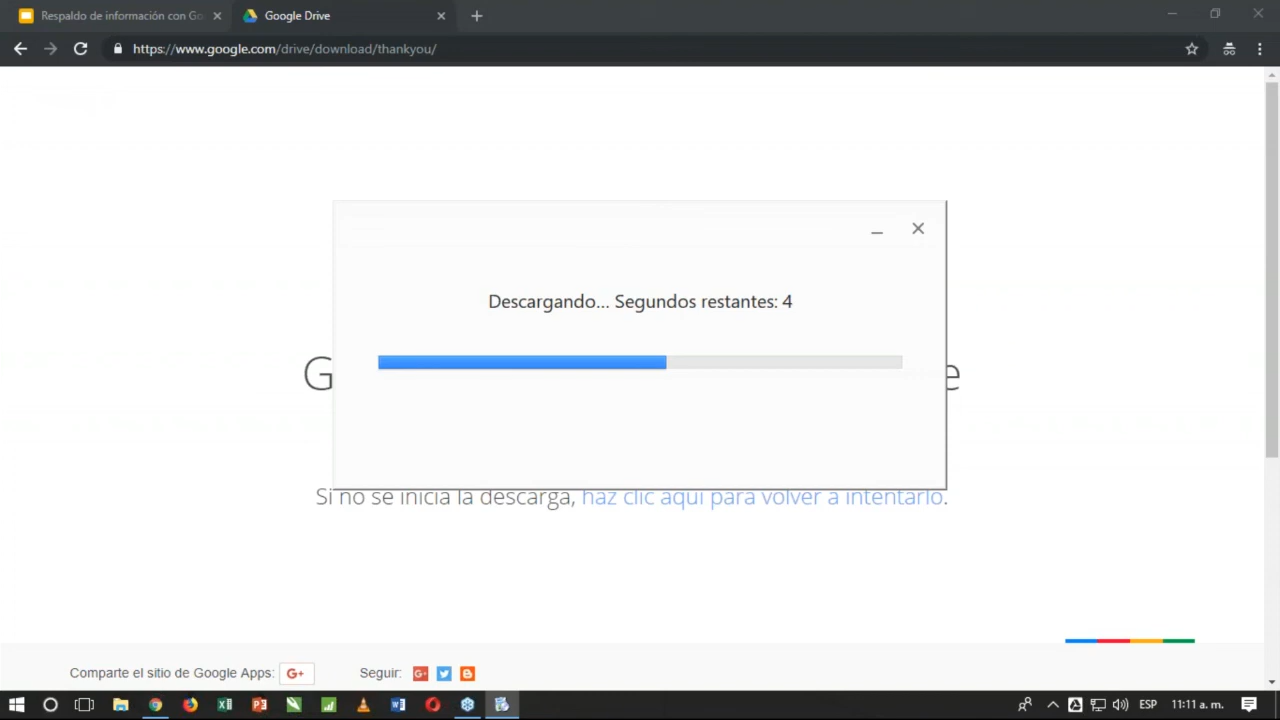 Respaldo de información con Go
Google Drive
https://www.google.com/drive/download/thankyou/
Descargando... Segundos restantes: 4
G
e
Si no se inicia la descarga, haz clic aquí para volver a intentarlo.
Comparte el sitio de Google Apps:
G+
Seguir:
ESP
11:11 a. m.